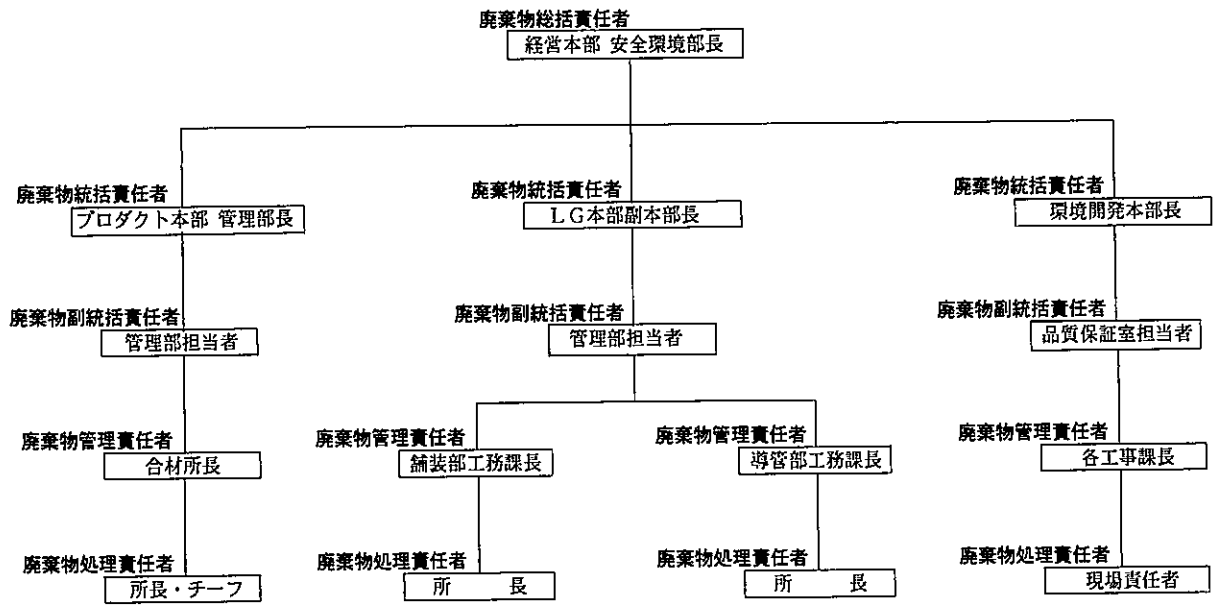 廃棄物総括責任者
経営本部 安全環境部長
廃棄物統括責任者
プロダクト本部 管理部長
廃棄物統括責任者
LG本部副本部長
廃棄物統括責任者
環境開発本部長
廃棄物副統括責任者
管理部担当者
廃棄物副統括責任者
管理部担当者
廃棄物副統括責任者
品質保証室担当者
廃棄物管理責任者
合材所長
廃棄物管理責任者
舗装部工務課長
廃棄物管理責任者
導管部工務課長
廃棄物管理責任者
各工事課長
廃棄物処理責任者
所長・チーフ
廃棄物処理責任者
所 長
廃棄物処理責任者
所 長
廃棄物処理責任者
現場責任者